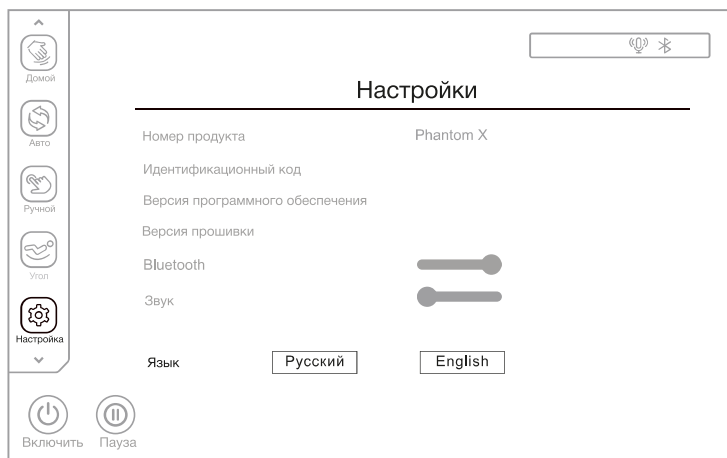 Домой
Авто
Ручной
Угол
Настройка
Настройки
Номер продукта Phantom X
Идентификационный код
Версия программного обеспечения
Версия прошивки
Bluetooth
Звук
Язык Русский English
Включить Пауза